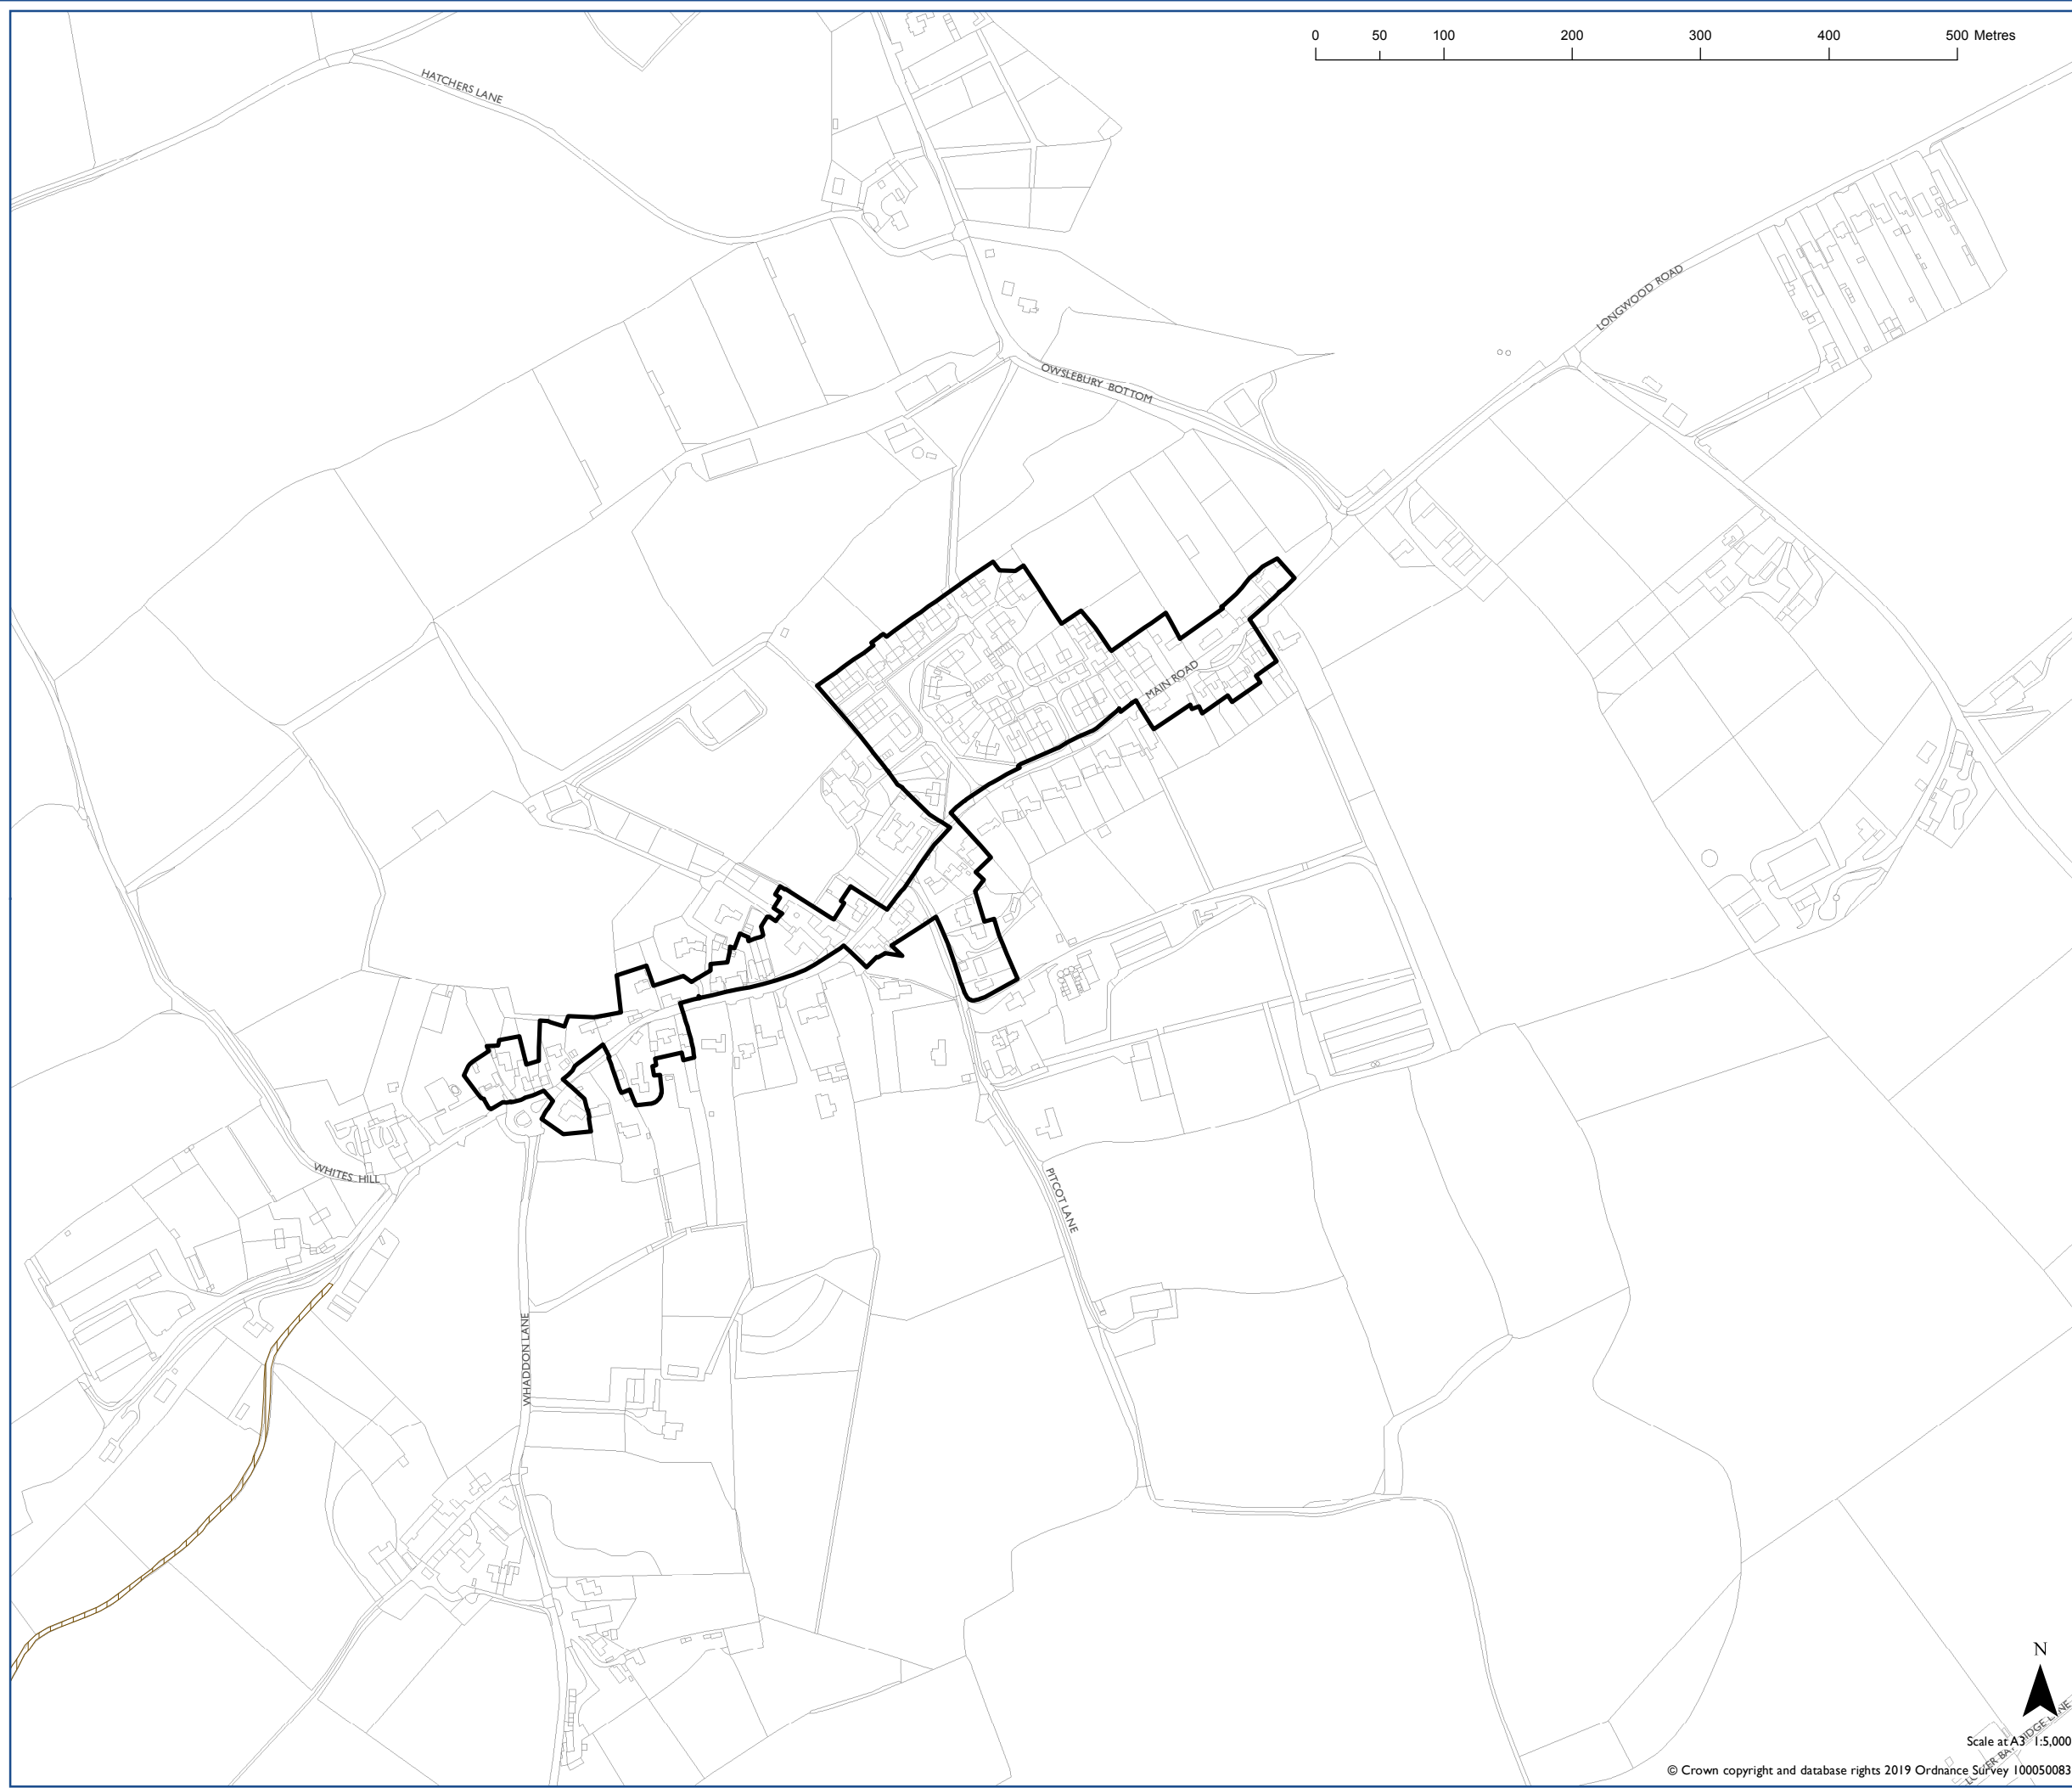 0 50 100 200 300 400 500 Metres
HATCHERS LANE
LONGWOOD ROAD
OWSLEBURY BOTTOM
MAIN ROAD
WHITES HILL
PITCOT LANE
WHADDON LANE
N
Scale at A3 1:5,000
© Crown copyright and database rights 2019 Ordnance Survey 100050083